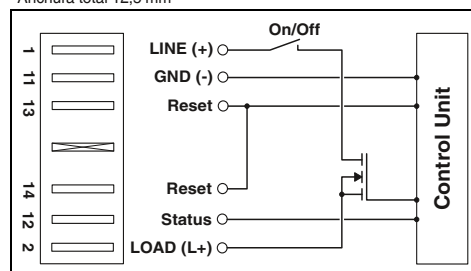 Anchura total 12,5 mm
On/Off
1
LINE (+)
11
GND (-)
13
Reset
14
Reset
12
Status
2
LOAD (L+)
Control Unit